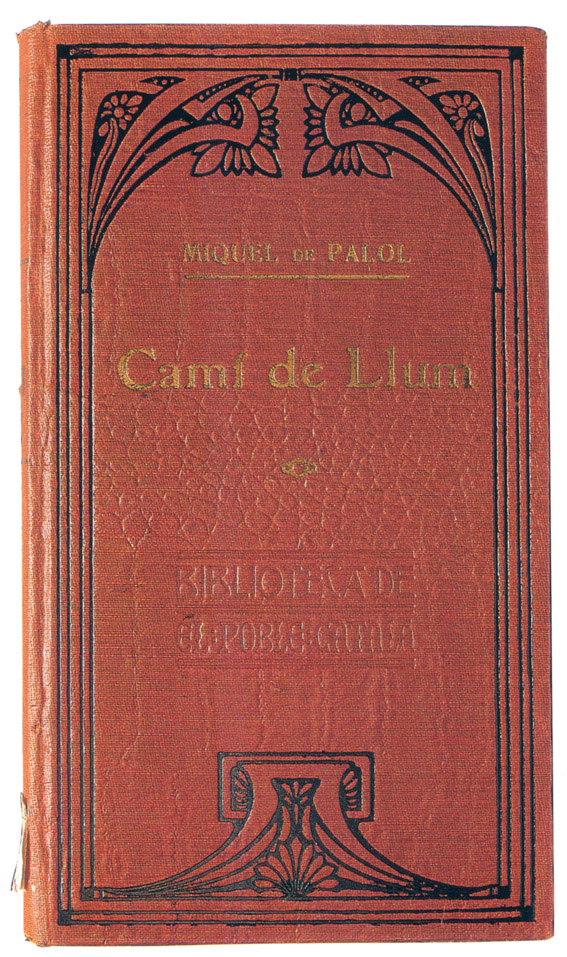 MIQUEL DE PALOL
Camí de Llum
BIBLIOTECA DE
EL·POBLE·CATALÀ